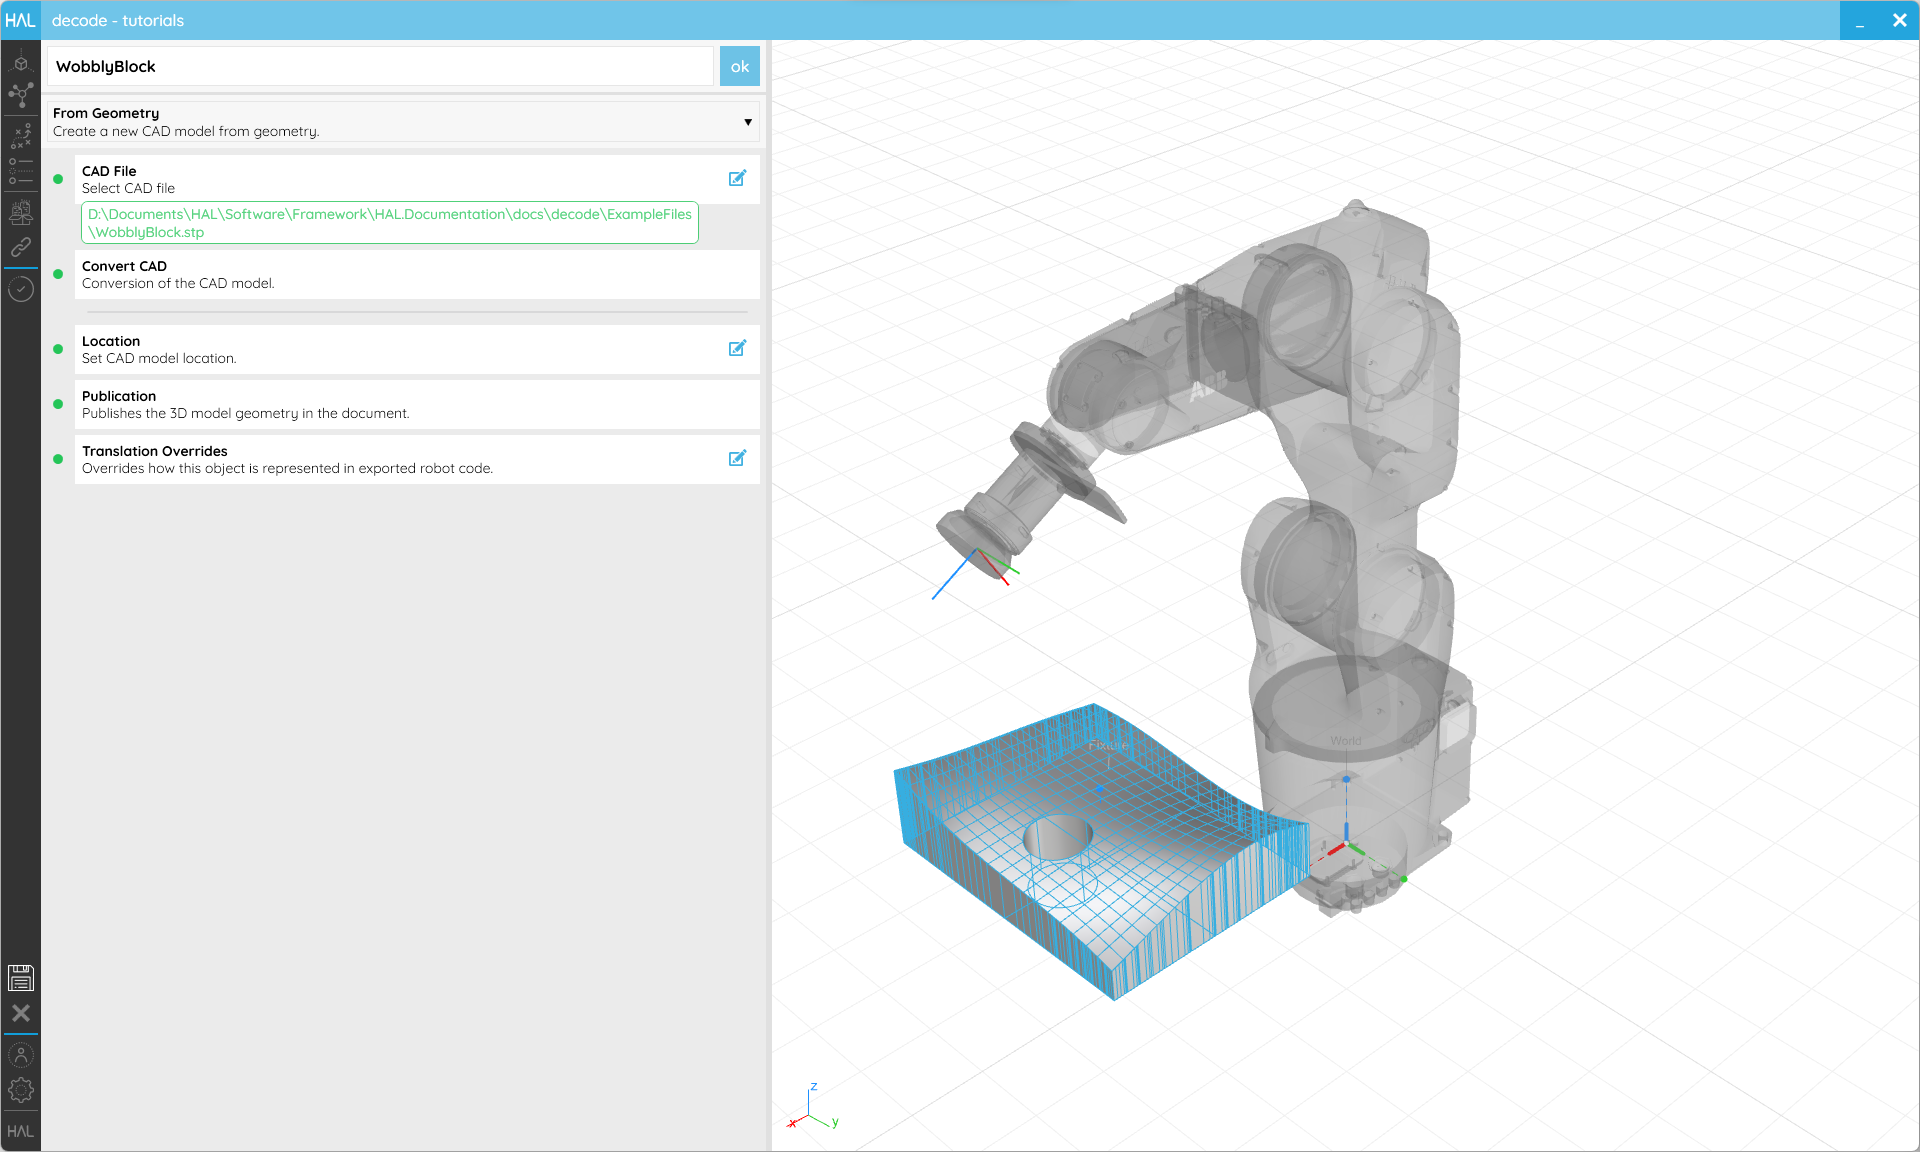 HAL
decode - tutorials
WobblyBlock
ok
From Geometry
Create a new CAD model from geometry.
CAD File
Select CAD file
D:\Documents\HAL\Software\Framework\HAL.Documentation\docs\decode\ExampleFiles
\WobblyBlock.stp
Convert CAD
Conversion of the CAD model.
Location
Set CAD model location.
Publication
Publishes the 3D model geometry in the document.
Translation Overrides
Overrides how this object is represented in exported robot code.
ABB
Fixture
World
z
x
y
HAL